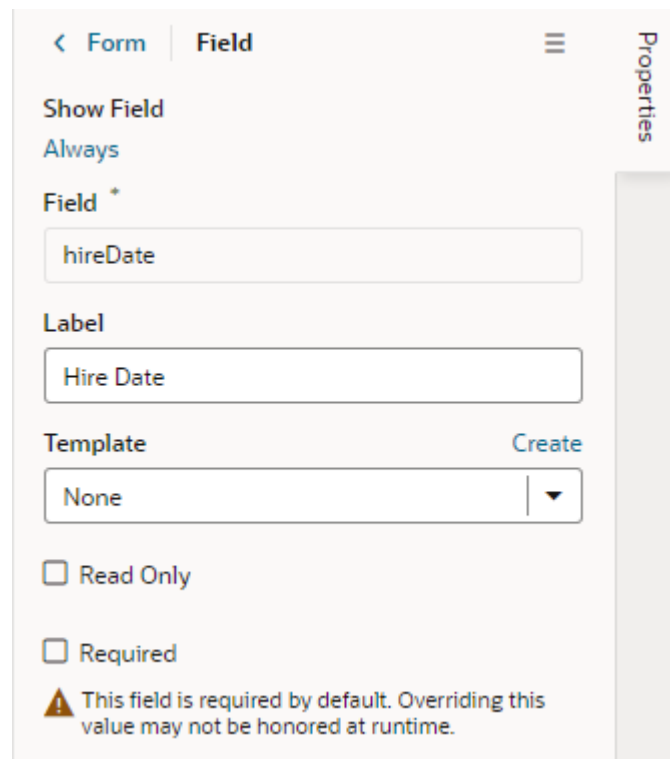 Form Field
Properties
Show Field
Always
Field *
hireDate
Label
Hire Date
Template Create
None
Read Only
Required
This field is required by default. Overriding this
value may not be honored at runtime.